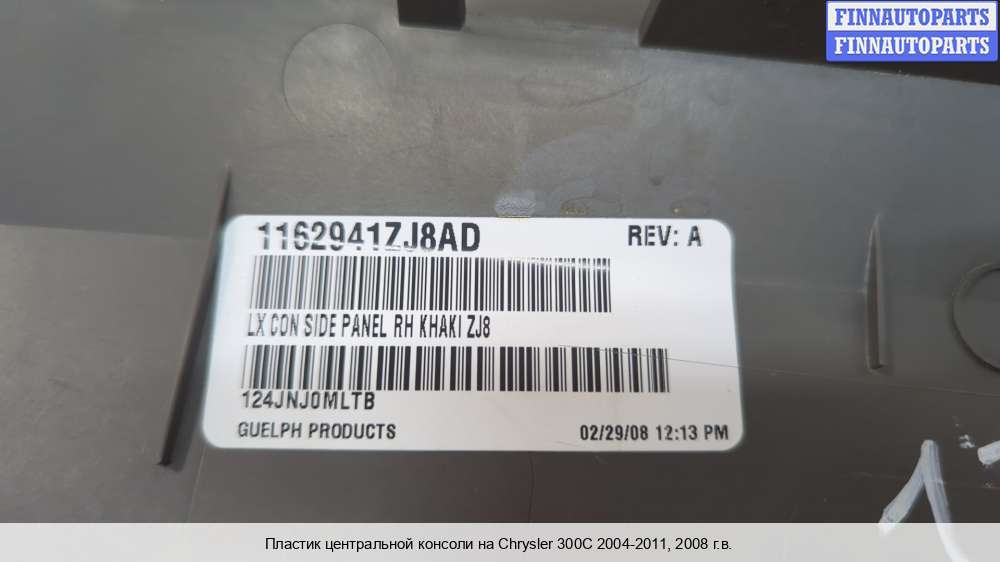 FINNAUTOPARTS
FINNAUTOPARTS
1162941ZJ8AD
REV: A
LX CON SIDE PANEL RH KHAKI ZJ8
124JNJ0MLTB
GUELPH PRODUCTS
02/29/08 12:13 PM
Пластик центральной консоли на Chrysler 300C 2004-2011, 2008 г.в.